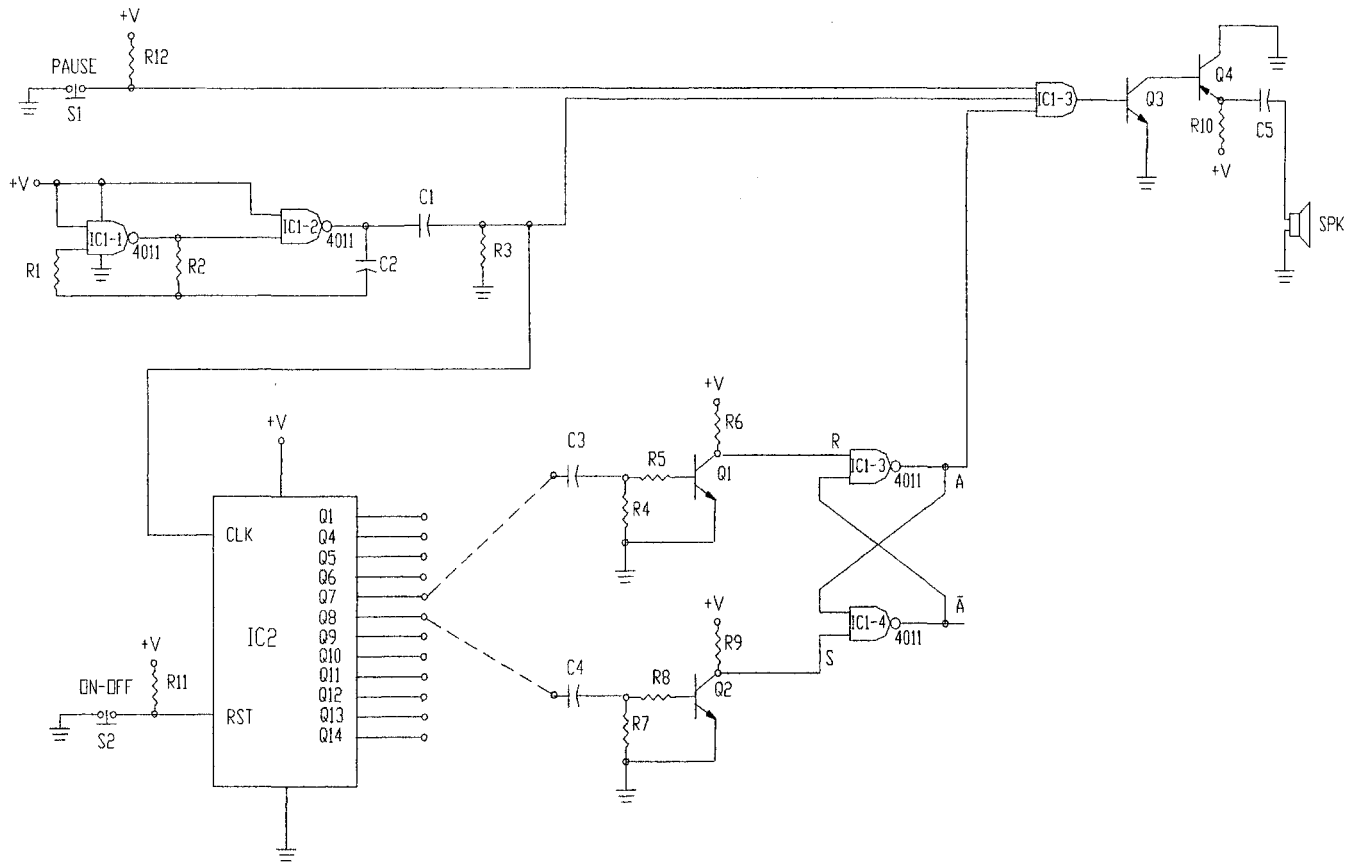 +V
R12
PAUSE
S1
IC1-3
Q3
Q4
R10
C5
+V
SPK
+V
IC1-1
4011
R1
R2
IC1-2
4011
C2
C1
R3
+V
CLK
IC2
RST
Q1
Q4
Q5
Q6
Q7
Q8
Q9
Q10
Q11
Q12
Q13
Q14
+V
R11
ON-OFF
S2
C3
R5
R4
+V
R6
Q1
R
IC1-3
4011
A
C4
R8
R7
+V
R9
Q2
S
IC1-4
4011
Ā